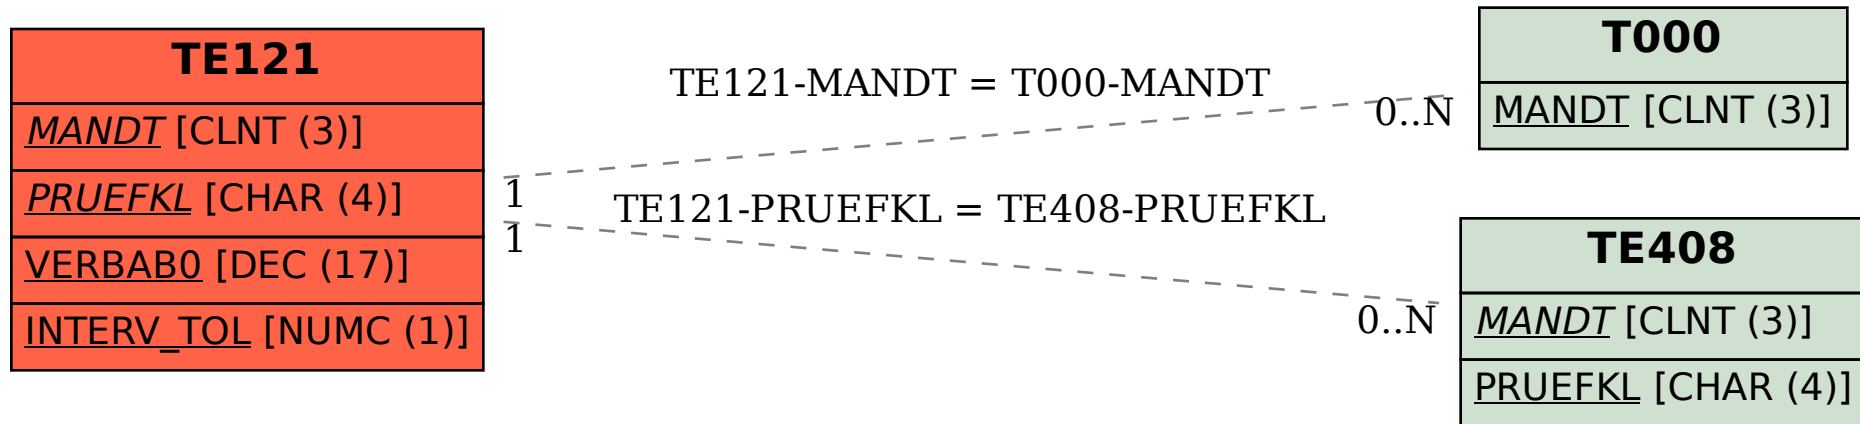 TE121
MANDT [CLNT (3)]
PRUEFKL [CHAR (4)]
VERBAB0 [DEC (17)]
INTERV_TOL [NUMC (1)]
TE121-MANDT = T000-MANDT
0..N
1
TE121-PRUEFKL = TE408-PRUEFKL
1
0..N
T000
MANDT [CLNT (3)]
TE408
MANDT [CLNT (3)]
PRUEFKL [CHAR (4)]